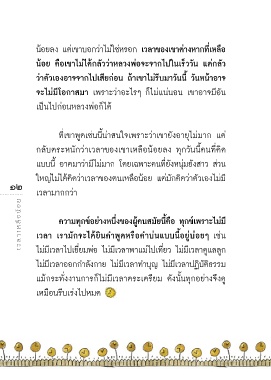 น้อยลง แต่เขาบอกว่าไม่ใช่หรอก เวลาของเขาต่างหากที่เหลือ
น้อย คือเขาไม่ได้กลัวว่าหลวงพ่อจะจากไปในเร็ววัน แต่กลัว
ว่าตัวเองอาจจากไปเสียก่อน ถ้าเขาไม่รีบมาวันนี้ วันหน้าอาจ
จะไม่มีโอกาสมา เพราะว่าอะไรๆ ก็ไม่แน่นอน เขาอาจมีอัน
เป็นไปก่อนหลวงพ่อก็ได้
ที่เขาพูดเช่นนี้น่าสนใจเพราะว่าเขายังอายุไม่มาก แต่
กลับตระหนักว่าเวลาของเขาเหลือน้อยลง ทุกวันนี้คนที่คิด
แบบนี้ อาตมาว่ามีไม่มาก โดยเฉพาะคนที่ยังหนุ่มยังสาว ส่วน
ใหญ่ไม่ได้คิดว่าเวลาของตนเหลือน้อย แต่มักคิดว่าตัวเองไม่มี
เวลามากกว่า
๑๒
เวลาเหลือน้อย
ความทุกข์อย่างหนึ่งของผู้คนสมัยนี้คือ ทุกข์เพราะไม่มี
เวลา เรามักจะได้ยินคำพูดหรือคำบ่นแบบนี้อยู่บ่อยๆ เช่น
ไม่มีเวลาไปเยี่ยมพ่อ ไม่มีเวลาพาแม่ไปเที่ยว ไม่มีเวลาดูแลลูก
ไม่มีเวลาออกกำลังกาย ไม่มีเวลาทำบุญ ไม่มีเวลาปฏิบัติธรรม
แม้กระทั่งงานการก็ไม่มีเวลาตระเตรียม ดังนั้นทุกอย่างจึงดู
เหมือนรีบเร่งไปหมด